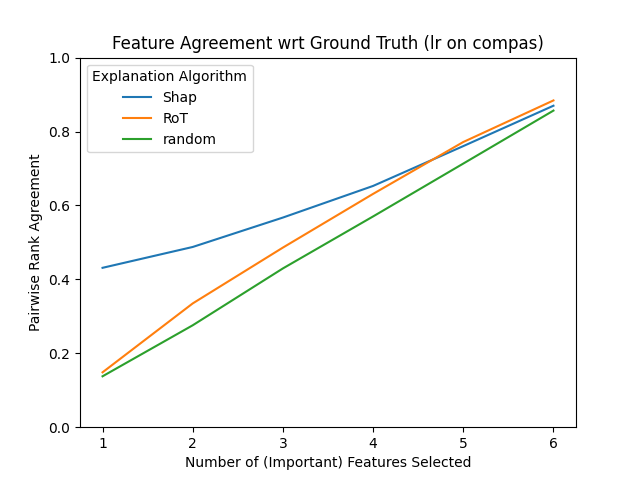 Feature Agreement wrt Ground Truth (lr on compas)
Explanation Algorithm
Shap
RoT
random
Pairwise Rank Agreement
1.0
0.8
0.6
0.4
0.2
0.0
1 2 3 4 5 6
Number of (Important) Features Selected